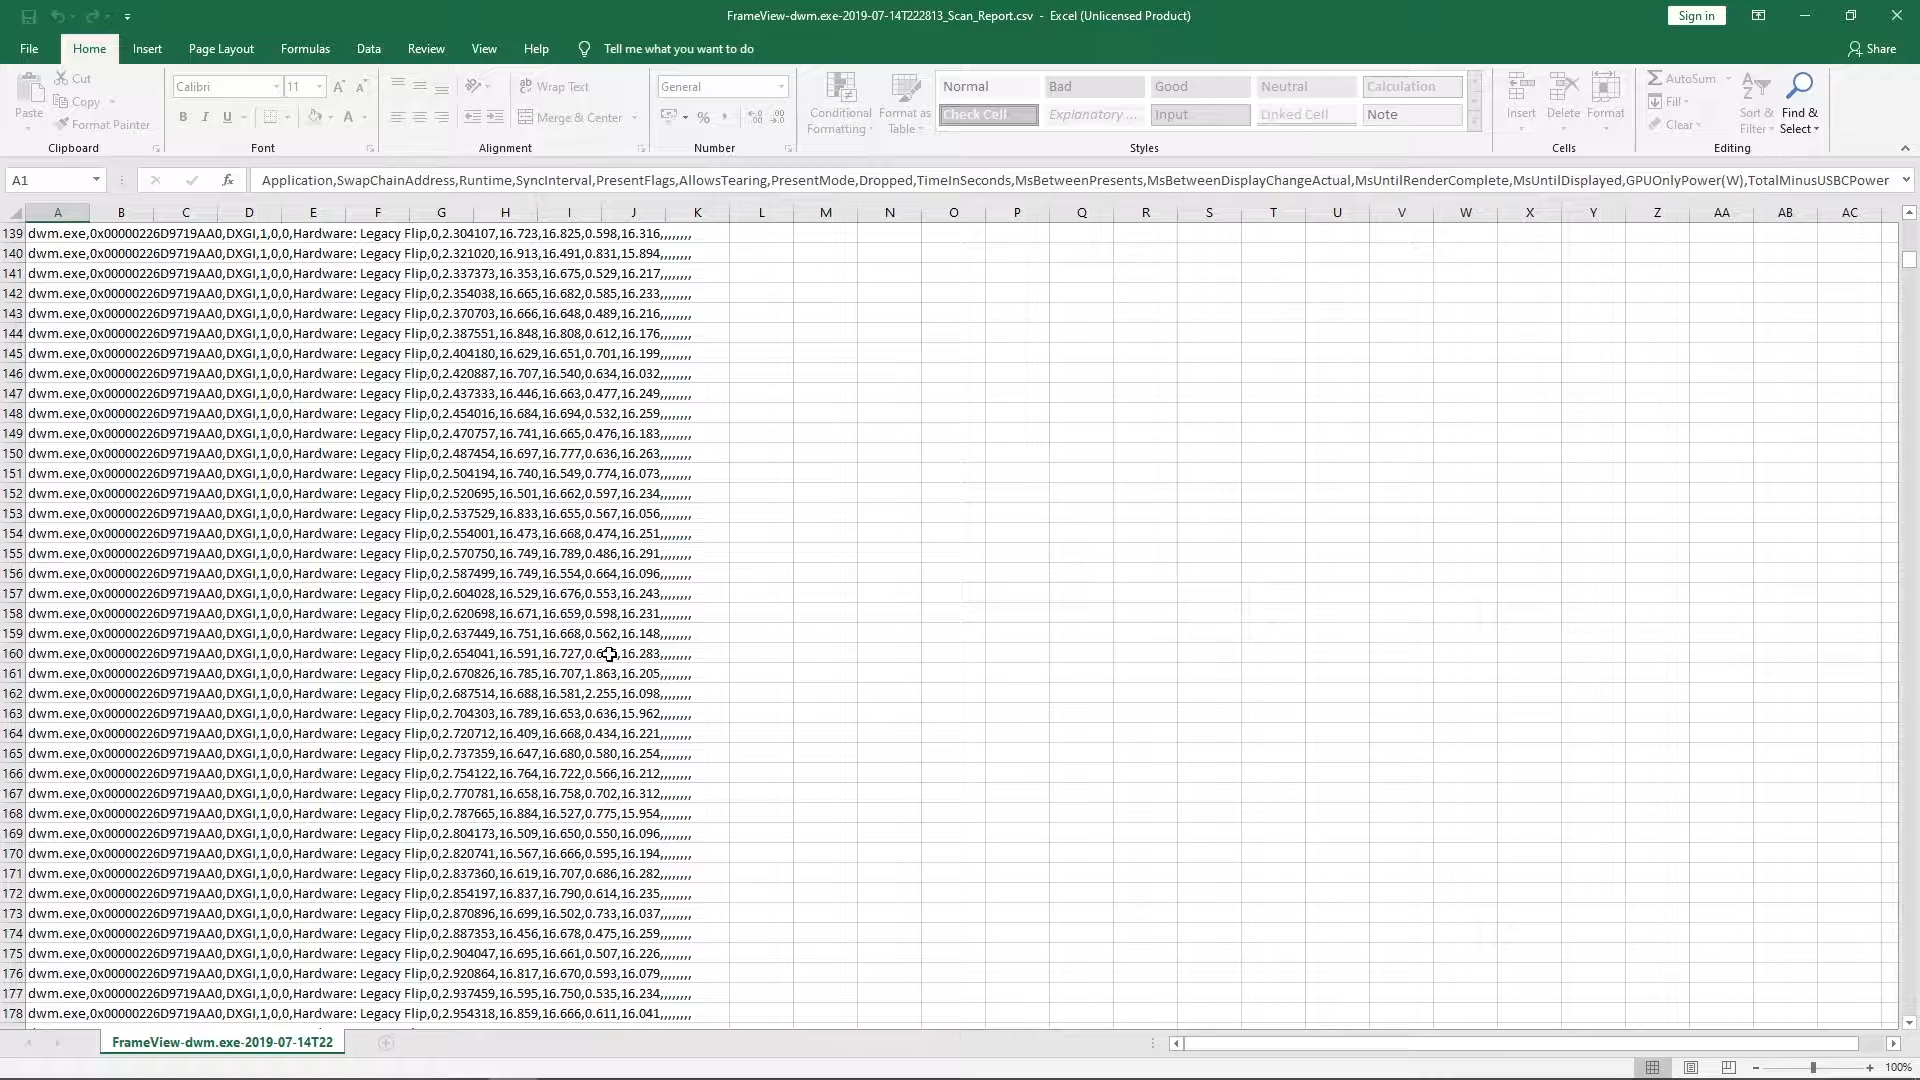 FrameView-dwm.exe-2019-07-14T222813_Scan_Report.csv - Excel (Unlicensed Product)
Sign in
File Home Insert Page Layout Formulas Data Review View Help Tell me what you want to do Share
Paste
Cut
Copy
Format Painter
Calibri 11
B I U
Wrap Text
Merge & Center
General
Conditional Formatting
Format as Table
Normal Bad Good Neutral Calculation
Check Cell Explanatory ... Input Linked Cell Note
Insert Delete Format
AutoSum
Fill
Clear
Sort & Filter
Find & Select
Clipboard Font Alignment Number Styles Cells Editing
A1 fx Application,SwapChainAddress,Runtime,SyncInterval,PresentFlags,AllowsTearing,PresentMode,Dropped,TimeInSeconds,MsBetweenPresents,MsBetweenDisplayChangeActual,MsUntilRenderComplete,MsUntilDisplayed,GPUOnlyPower(W),TotalMinusUSBCPower
A B C D E F G H I J K L M N O P Q R S T U V W X Y Z AA AB AC
139 dwm.exe,0x00000226D9719AA0,DXGI,1,0,0,Hardware: Legacy Flip,0,2.304107,16.723,16.825,0.598,16.316,,,,,,,,
140 dwm.exe,0x00000226D9719AA0,DXGI,1,0,0,Hardware: Legacy Flip,0,2.321020,16.913,16.491,0.831,15.894,,,,,,,,
141 dwm.exe,0x00000226D9719AA0,DXGI,1,0,0,Hardware: Legacy Flip,0,2.337373,16.353,16.675,0.529,16.217,,,,,,,,
142 dwm.exe,0x00000226D9719AA0,DXGI,1,0,0,Hardware: Legacy Flip,0,2.354038,16.665,16.682,0.585,16.233,,,,,,,,
143 dwm.exe,0x00000226D9719AA0,DXGI,1,0,0,Hardware: Legacy Flip,0,2.370703,16.666,16.648,0.489,16.216,,,,,,,,
144 dwm.exe,0x00000226D9719AA0,DXGI,1,0,0,Hardware: Legacy Flip,0,2.387551,16.848,16.808,0.612,16.176,,,,,,,,
145 dwm.exe,0x00000226D9719AA0,DXGI,1,0,0,Hardware: Legacy Flip,0,2.404180,16.629,16.651,0.701,16.199,,,,,,,,
146 dwm.exe,0x00000226D9719AA0,DXGI,1,0,0,Hardware: Legacy Flip,0,2.420887,16.707,16.540,0.634,16.032,,,,,,,,
147 dwm.exe,0x00000226D9719AA0,DXGI,1,0,0,Hardware: Legacy Flip,0,2.437333,16.446,16.663,0.477,16.249,,,,,,,,
148 dwm.exe,0x00000226D9719AA0,DXGI,1,0,0,Hardware: Legacy Flip,0,2.454016,16.684,16.694,0.532,16.259,,,,,,,,
149 dwm.exe,0x00000226D9719AA0,DXGI,1,0,0,Hardware: Legacy Flip,0,2.470757,16.741,16.665,0.476,16.183,,,,,,,,
150 dwm.exe,0x00000226D9719AA0,DXGI,1,0,0,Hardware: Legacy Flip,0,2.487454,16.697,16.777,0.636,16.263,,,,,,,,
151 dwm.exe,0x00000226D9719AA0,DXGI,1,0,0,Hardware: Legacy Flip,0,2.504194,16.740,16.549,0.774,16.073,,,,,,,,
152 dwm.exe,0x00000226D9719AA0,DXGI,1,0,0,Hardware: Legacy Flip,0,2.520695,16.501,16.662,0.597,16.234,,,,,,,,
153 dwm.exe,0x00000226D9719AA0,DXGI,1,0,0,Hardware: Legacy Flip,0,2.537529,16.833,16.655,0.567,16.056,,,,,,,,
154 dwm.exe,0x00000226D9719AA0,DXGI,1,0,0,Hardware: Legacy Flip,0,2.554001,16.473,16.668,0.474,16.251,,,,,,,,
155 dwm.exe,0x00000226D9719AA0,DXGI,1,0,0,Hardware: Legacy Flip,0,2.570750,16.749,16.789,0.486,16.291,,,,,,,,
156 dwm.exe,0x00000226D9719AA0,DXGI,1,0,0,Hardware: Legacy Flip,0,2.587499,16.749,16.554,0.664,16.096,,,,,,,,
157 dwm.exe,0x00000226D9719AA0,DXGI,1,0,0,Hardware: Legacy Flip,0,2.604028,16.529,16.676,0.553,16.243,,,,,,,,
158 dwm.exe,0x00000226D9719AA0,DXGI,1,0,0,Hardware: Legacy Flip,0,2.620698,16.671,16.659,0.598,16.231,,,,,,,,
159 dwm.exe,0x00000226D9719AA0,DXGI,1,0,0,Hardware: Legacy Flip,0,2.637449,16.751,16.668,0.562,16.148,,,,,,,,
160 dwm.exe,0x00000226D9719AA0,DXGI,1,0,0,Hardware: Legacy Flip,0,2.654041,16.591,16.727, 16.283,,,,,,,,
161 dwm.exe,0x00000226D9719AA0,DXGI,1,0,0,Hardware: Legacy Flip,0,2.670826,16.785,16.707,1.863,16.205,,,,,,,,
162 dwm.exe,0x00000226D9719AA0,DXGI,1,0,0,Hardware: Legacy Flip,0,2.687514,16.688,16.581,2.255,16.098,,,,,,,,
163 dwm.exe,0x00000226D9719AA0,DXGI,1,0,0,Hardware: Legacy Flip,0,2.704303,16.789,16.653,0.636,15.962,,,,,,,,
164 dwm.exe,0x00000226D9719AA0,DXGI,1,0,0,Hardware: Legacy Flip,0,2.720712,16.409,16.668,0.434,16.221,,,,,,,,
165 dwm.exe,0x00000226D9719AA0,DXGI,1,0,0,Hardware: Legacy Flip,0,2.737359,16.647,16.680,0.580,16.254,,,,,,,,
166 dwm.exe,0x00000226D9719AA0,DXGI,1,0,0,Hardware: Legacy Flip,0,2.754122,16.764,16.722,0.566,16.212,,,,,,,,
167 dwm.exe,0x00000226D9719AA0,DXGI,1,0,0,Hardware: Legacy Flip,0,2.770781,16.658,16.758,0.702,16.312,,,,,,,,
168 dwm.exe,0x00000226D9719AA0,DXGI,1,0,0,Hardware: Legacy Flip,0,2.787665,16.884,16.527,0.775,15.954,,,,,,,,
169 dwm.exe,0x00000226D9719AA0,DXGI,1,0,0,Hardware: Legacy Flip,0,2.804173,16.509,16.650,0.550,16.096,,,,,,,,
170 dwm.exe,0x00000226D9719AA0,DXGI,1,0,0,Hardware: Legacy Flip,0,2.820741,16.567,16.666,0.595,16.194,,,,,,,,
171 dwm.exe,0x00000226D9719AA0,DXGI,1,0,0,Hardware: Legacy Flip,0,2.837360,16.619,16.707,0.686,16.282,,,,,,,,
172 dwm.exe,0x00000226D9719AA0,DXGI,1,0,0,Hardware: Legacy Flip,0,2.854197,16.837,16.790,0.614,16.235,,,,,,,,
173 dwm.exe,0x00000226D9719AA0,DXGI,1,0,0,Hardware: Legacy Flip,0,2.870896,16.699,16.502,0.733,16.037,,,,,,,,
174 dwm.exe,0x00000226D9719AA0,DXGI,1,0,0,Hardware: Legacy Flip,0,2.887353,16.456,16.678,0.475,16.259,,,,,,,,
175 dwm.exe,0x00000226D9719AA0,DXGI,1,0,0,Hardware: Legacy Flip,0,2.904047,16.695,16.661,0.507,16.226,,,,,,,,
176 dwm.exe,0x00000226D9719AA0,DXGI,1,0,0,Hardware: Legacy Flip,0,2.920864,16.817,16.670,0.593,16.079,,,,,,,,
177 dwm.exe,0x00000226D9719AA0,DXGI,1,0,0,Hardware: Legacy Flip,0,2.937459,16.595,16.750,0.535,16.234,,,,,,,,
178 dwm.exe,0x00000226D9719AA0,DXGI,1,0,0,Hardware: Legacy Flip,0,2.954318,16.859,16.666,0.611,16.041,,,,,,,,
FrameView-dwm.exe-2019-07-14T22
100%